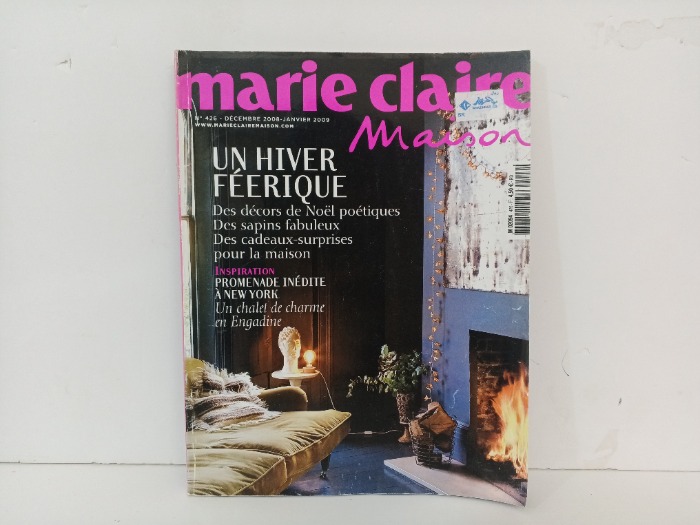 marie claire
Maison
N° 426 - DÉCEMBRE 2008-JANVIER 2009
WWW.MARIECLAIREMAISON.COM
UN HIVER
FÉERIQUE
Des décors de Noël poétiques
Des sapins fabuleux
Des cadeaux-surprises
pour la maison
INSPIRATION
PROMENADE INÉDITE
À NEW YORK
Un chalet de charme
en Engadine